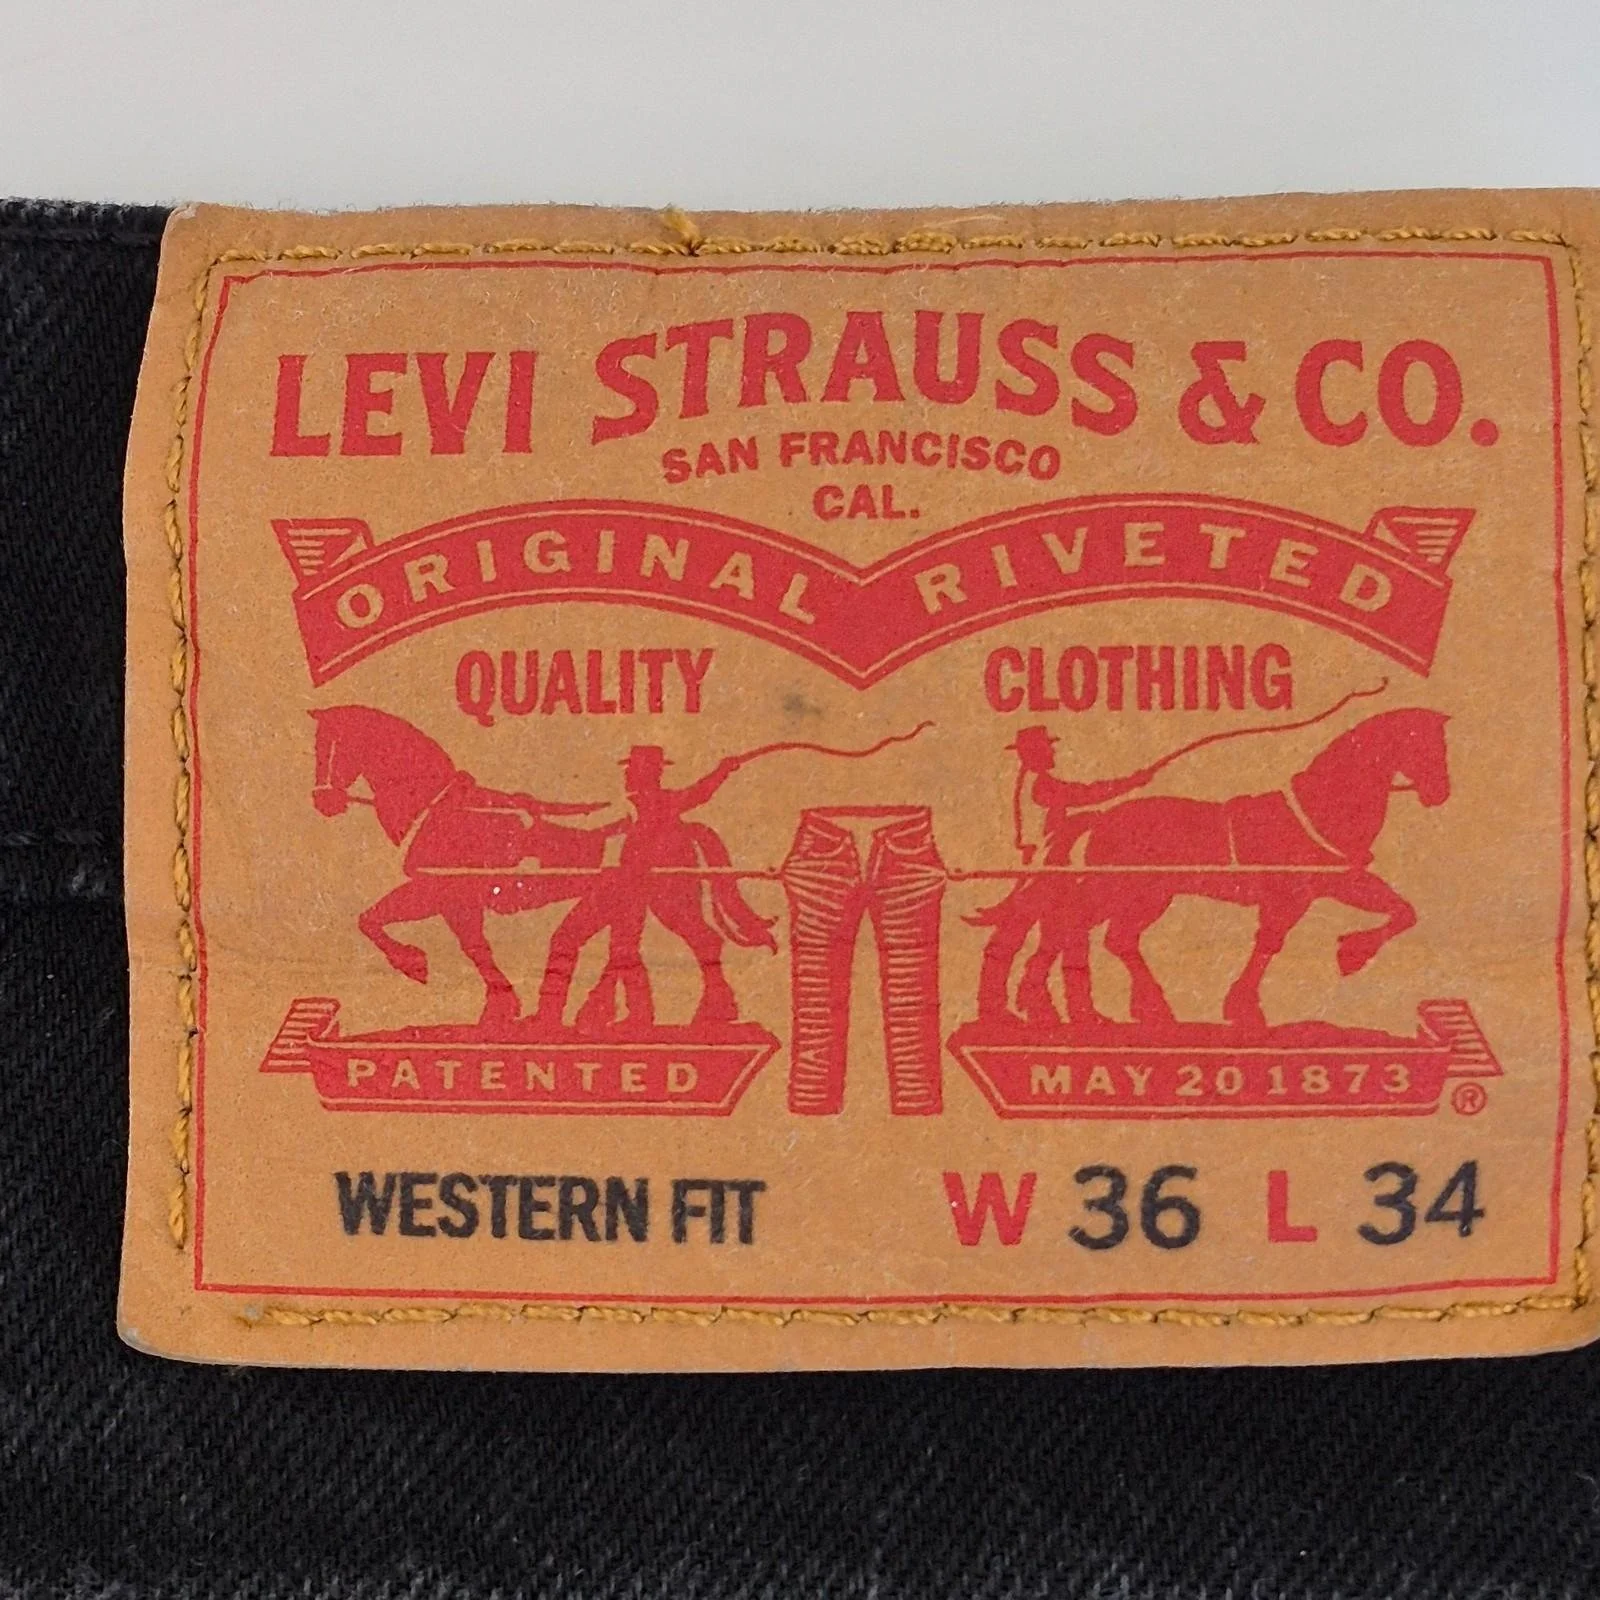 LEVI STRAUSS & CO.
SAN FRANCISCO
CAL.
ORIGINAL RIVETED
QUALITY CLOTHING
PATENTED MAY 20 1873 ®
WESTERN FIT W 36 L 34